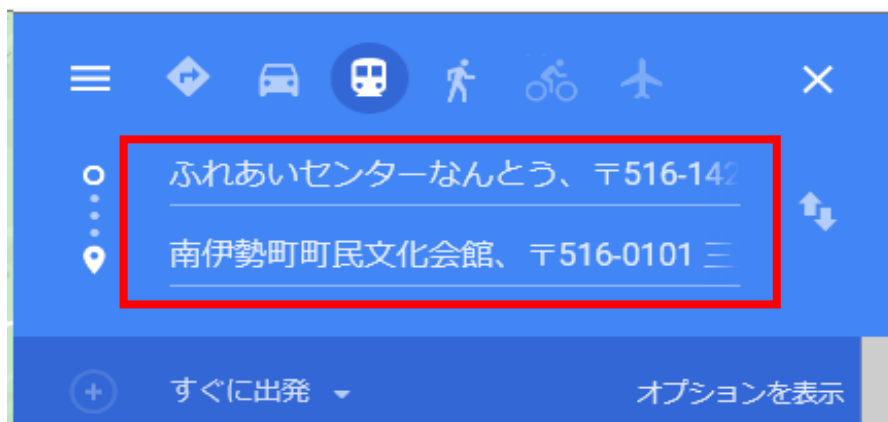 ふれあいセンターなんとう、〒516-142
南伊勢町町民文化会館、〒516-0101 三
すぐに出発
オプションを表示